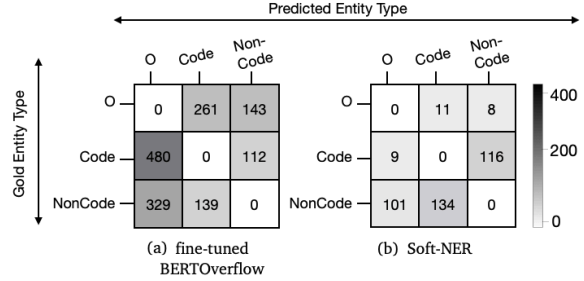 Predicted Entity Type
Gold Entity Type
O Code Non-
Code
O 0 261 143
Code 480 0 112
NonCode 329 139 0
(a) fine-tuned
BERTOverflow
O Code Non-
Code
O 0 11 8
Code 9 0 116
NonCode 101 134 0
(b) Soft-NER
400
200
0